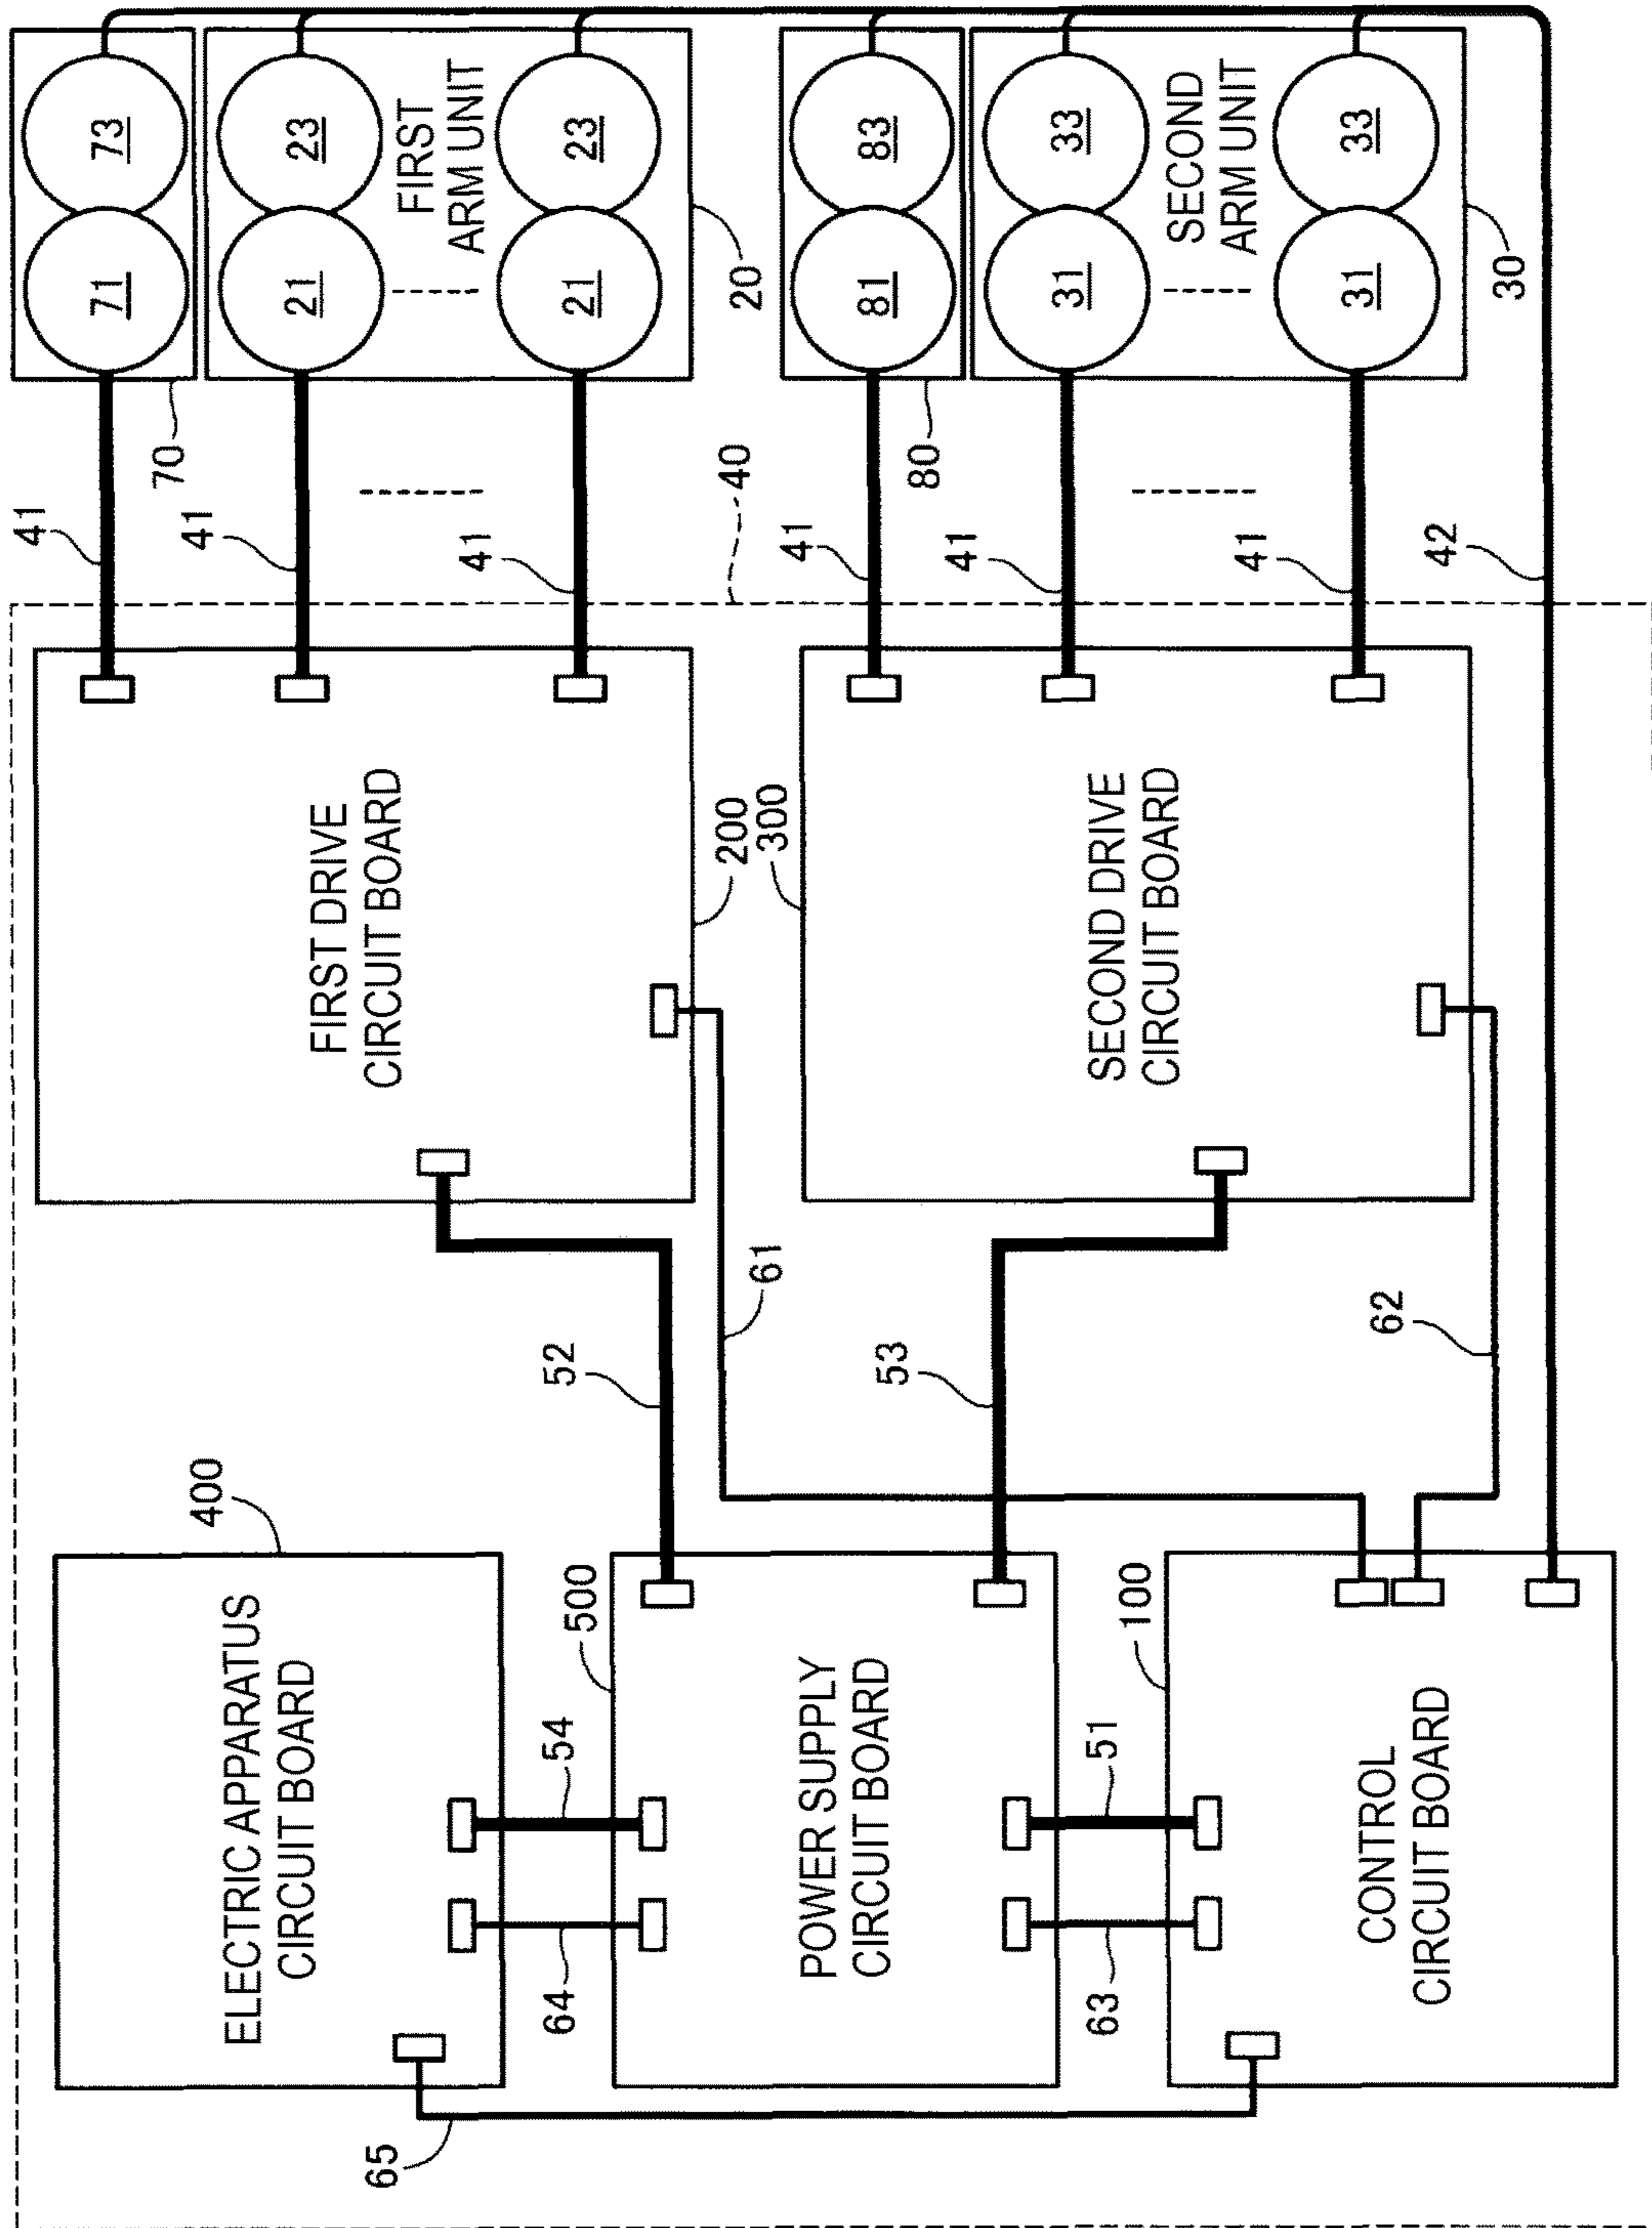 73
71
23
21
FIRST
ARM UNIT
23
21
20
83
81
33
31
SECOND
ARM UNIT
33
31
30
70
80
40
41
41
41
41
41
41
42
FIRST DRIVE
CIRCUIT BOARD
200
300
SECOND DRIVE
CIRCUIT BOARD
52
61
53
62
400
ELECTRIC APPARATUS
CIRCUIT BOARD
500
POWER SUPPLY
CIRCUIT BOARD
100
CONTROL
CIRCUIT BOARD
54
64
51
63
65